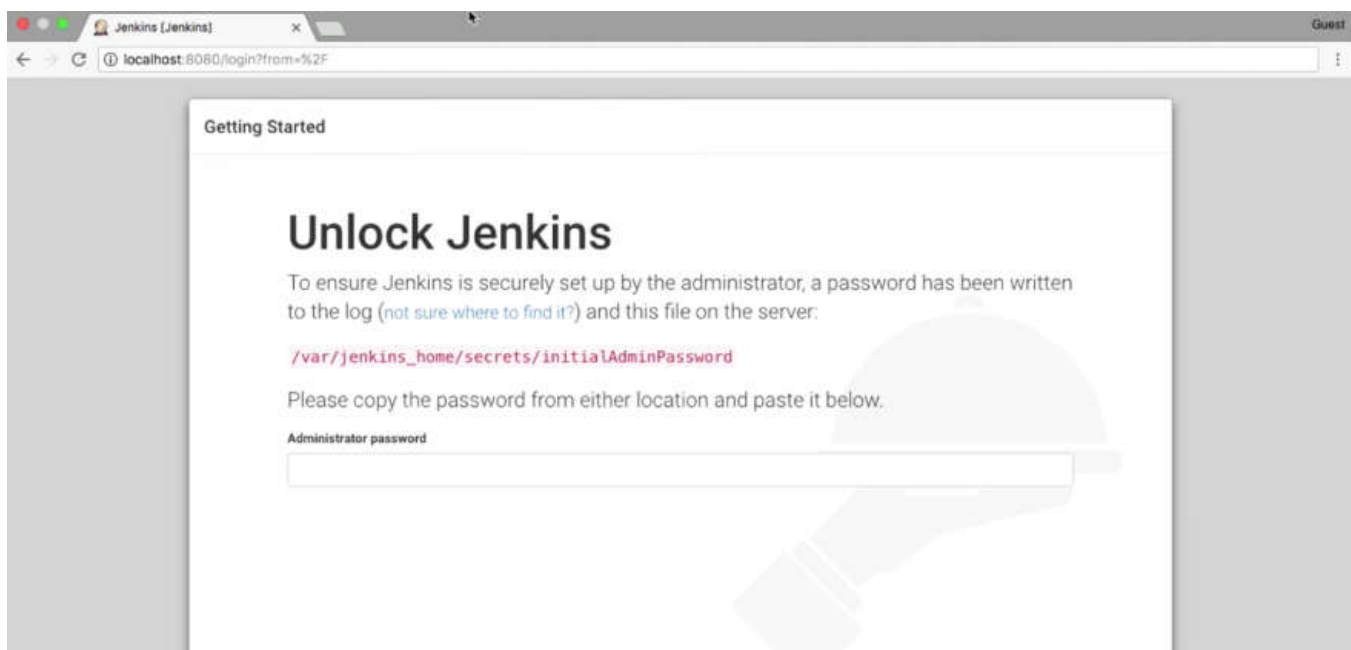 Jenkins [Jenkins]
Guest
localhost:8080/login?from=%2F
Getting Started
Unlock Jenkins
To ensure Jenkins is securely set up by the administrator, a password has been written
to the log (not sure where to find it?) and this file on the server:
/var/jenkins_home/secrets/initialAdminPassword
Please copy the password from either location and paste it below.
Administrator password